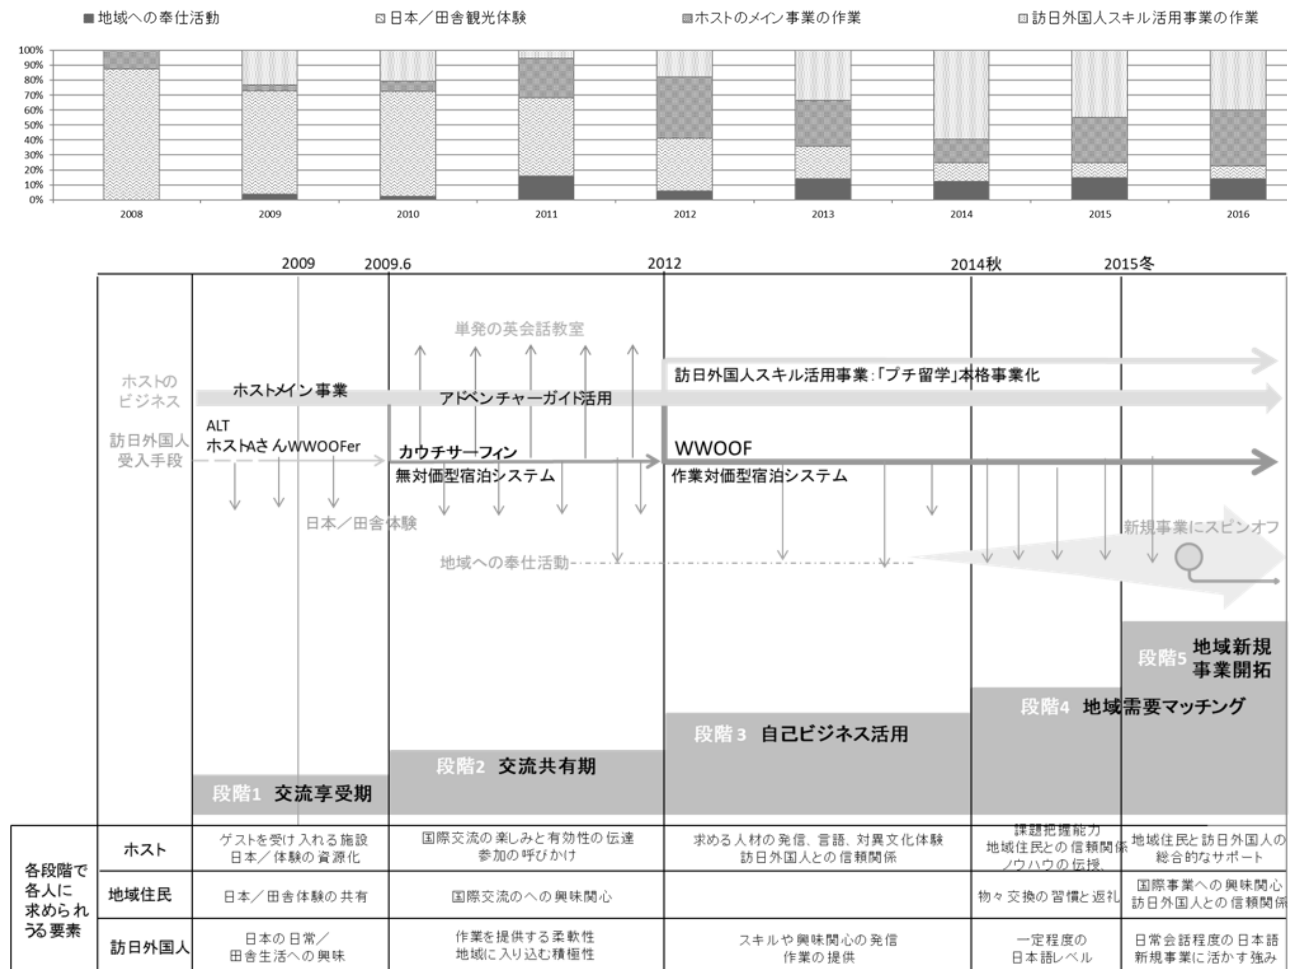 地域への奉仕活動
日本／田舎観光体験
ホストのメイン事業の作業
訪日外国人スキル活用事業の作業
100%
90%
80%
70%
60%
50%
40%
30%
20%
10%
0%
2008
2009
2010
2011
2012
2013
2014
2015
2016
2009
2009.6
2012
2014秋
2015冬
単発の英会話教室
ホストの
ビジネス
ホストメイン事業
アドベンチャーガイド活用
訪日外国人スキル活用事業：「プチ留学」本格事業化
訪日外国人
受入手段
ALT
ホストAさんWWOOFer
カウチサーフィン
無対価型宿泊システム
WWOOF
作業対価型宿泊システム
日本／田舎体験
地域への奉仕活動
新規事業にスピンオフ
段階1 交流享受期
段階2 交流共有期
段階3 自己ビジネス活用
段階4 地域需要マッチング
段階5 地域新規
事業開拓
各段階で
各人に
求められ
うる要素
ホスト
ゲストを受け入れる施設
日本／体験の資源化
国際交流の楽しみと有効性の伝達
参加の呼びかけ
求める人材の発信、言語、対異文化体験
訪日外国人との信頼関係
課題把握能力
地域住民との信頼関係
ノウハウの伝授、
地域住民と訪日外国人の
総合的なサポート
地域住民
日本／田舎体験の共有
国際交流のへの興味関心
物々交換の習慣と返礼
国際事業への興味関心
訪日外国人との信頼関係
訪日外国人
日本の日常／
田舎生活への興味
作業を提供する柔軟性
地域に入り込む積極性
スキルや興味関心の発信
作業の提供
一定程度の
日本語レベル
日常会話程度の日本語
新規事業に活かす強み